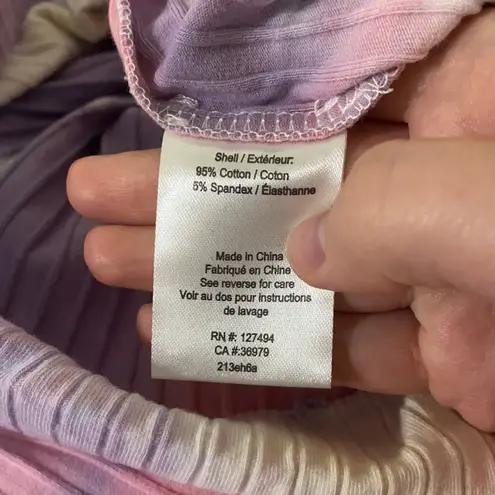 Shell / Extérieur:
95% Cotton / Coton
5% Spandex / Élasthanne
Made in China
Fabriqué en Chine
See reverse for care
Voir au dos pour instructions
de lavage
RN #: 127494
CA #:36979
213eh6a